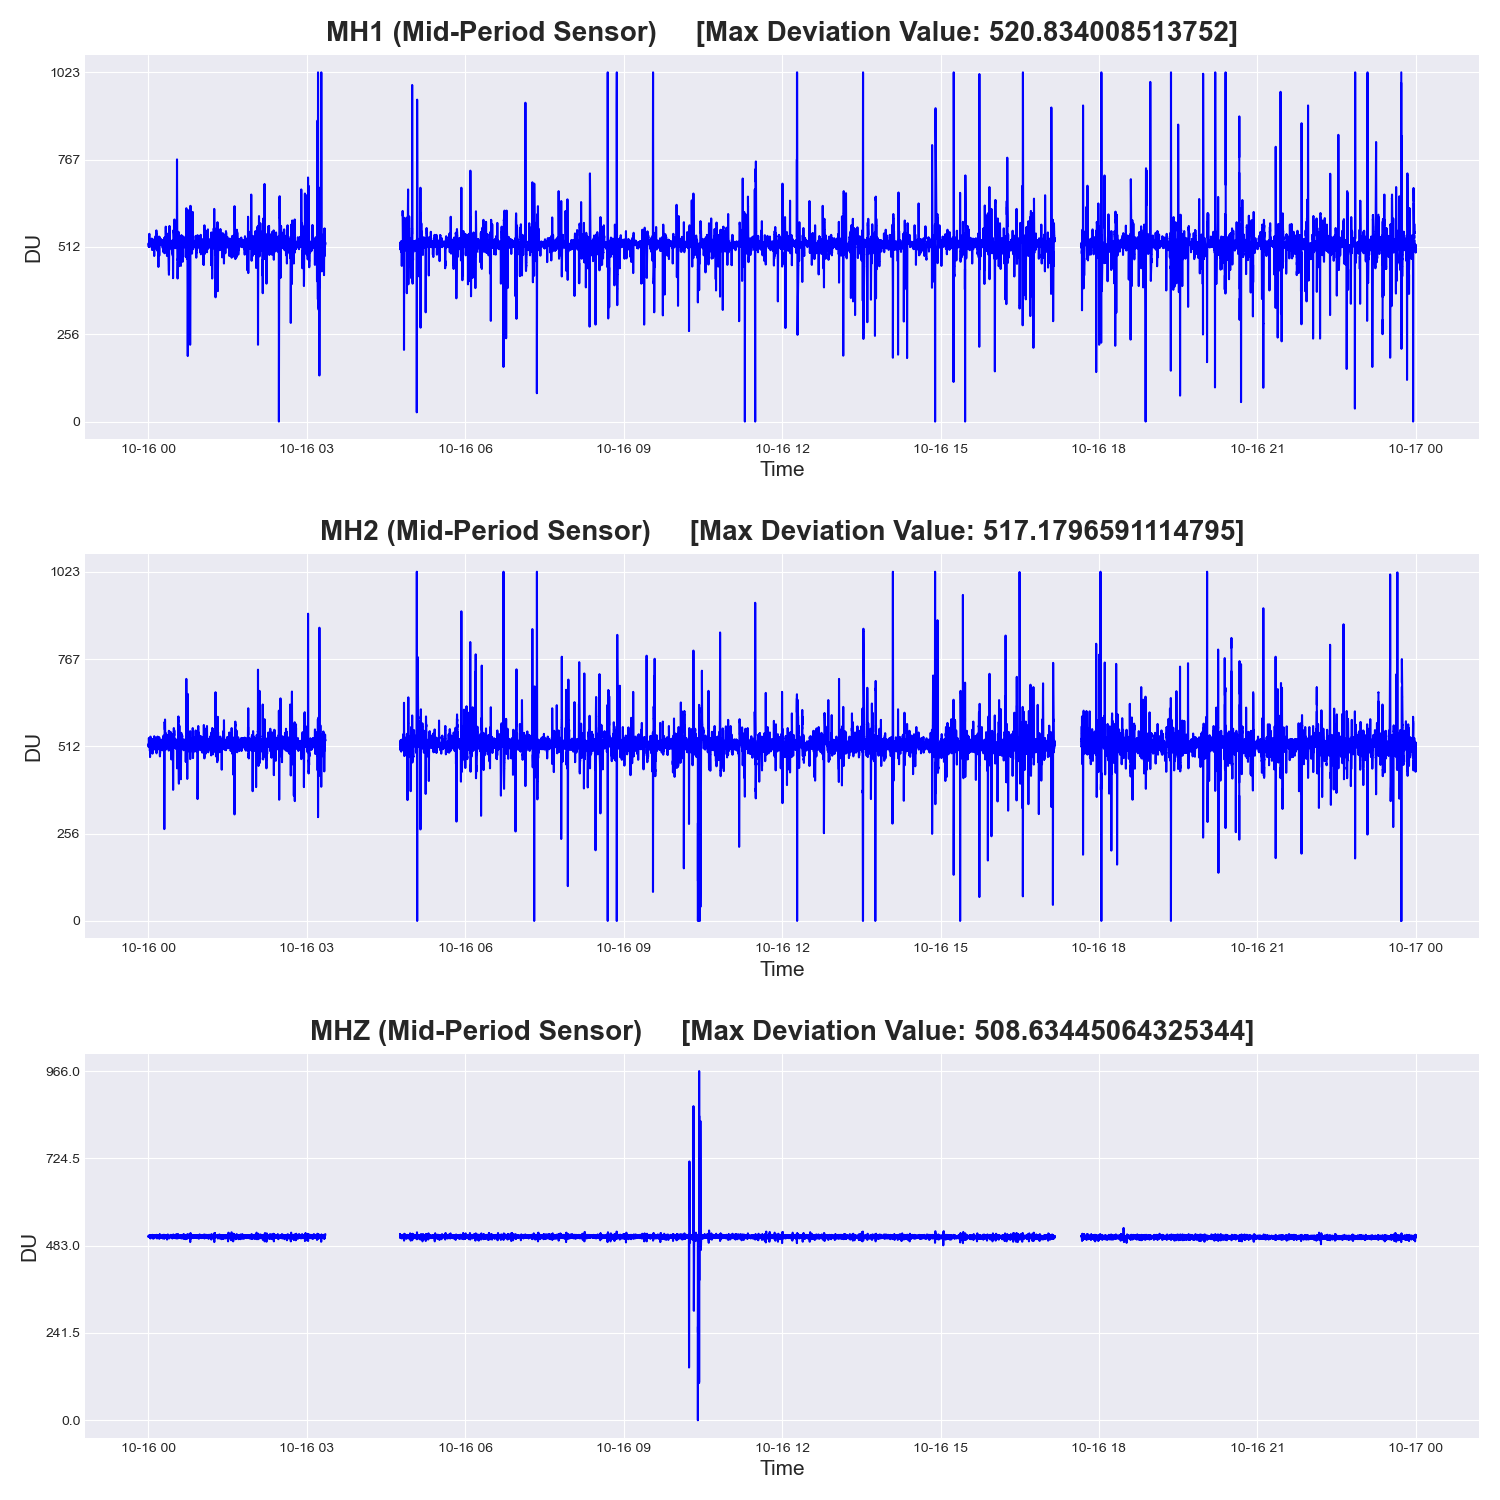 MH1 (Mid-Period Sensor) [Max Deviation Value: 520.834008513752]
1023
767
512
256
0
DU
10-16 00 10-16 03 10-16 06 10-16 09 10-16 12 10-16 15 10-16 18 10-16 21 10-17 00
Time
MH2 (Mid-Period Sensor) [Max Deviation Value: 517.1796591114795]
1023
767
512
256
0
DU
10-16 00 10-16 03 10-16 06 10-16 09 10-16 12 10-16 15 10-16 18 10-16 21 10-17 00
Time
MHZ (Mid-Period Sensor) [Max Deviation Value: 508.63445064325344]
966.0
724.5
483.0
241.5
0.0
DU
10-16 00 10-16 03 10-16 06 10-16 09 10-16 12 10-16 15 10-16 18 10-16 21 10-17 00
Time